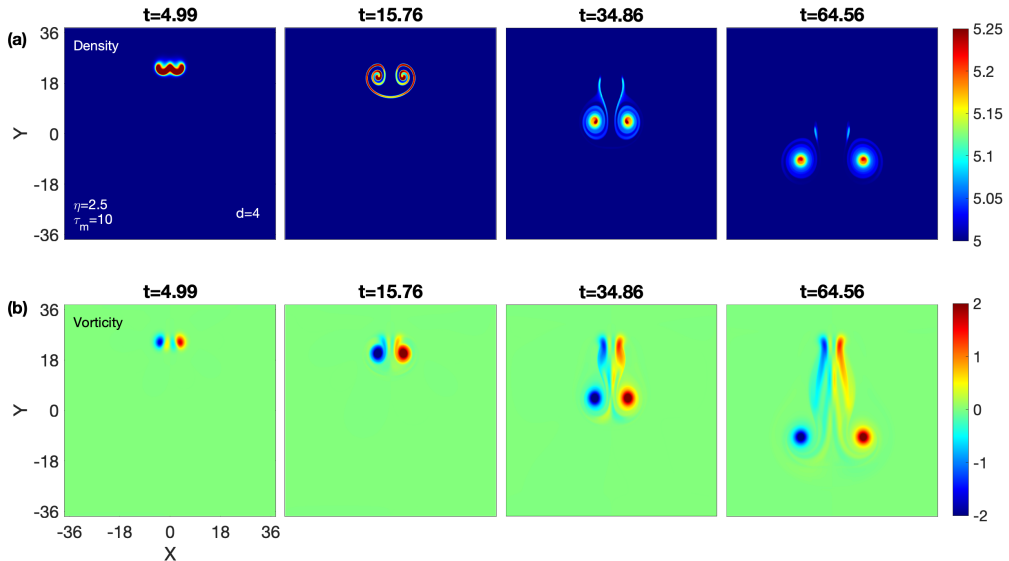 t=4.99 t=15.76 t=34.86 t=64.56
(a)
Density
η=2.5
τm=10
d=4
36
18
0
-18
-36
Y
5.25
5.2
5.15
5.1
5.05
5
t=4.99 t=15.76 t=34.86 t=64.56
(b)
Vorticity
36
18
0
-18
-36
Y
-36 -18 0 18 36
X
2
1
0
-1
-2